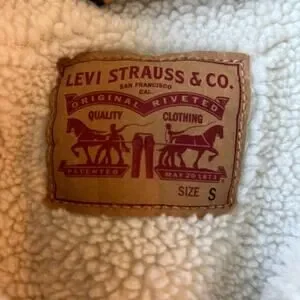 LEVI STRAUSS & CO.
SAN FRANCISCO
CAL.
ORIGINAL RIVETED
QUALITY CLOTHING
PATENTED MAY 20 1873
SIZE S